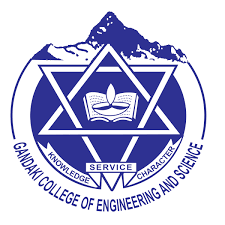 KNOWLEDGE
SERVICE
CHARACTER
GANDAKI COLLEGE OF ENGINEERING AND SCIENCE